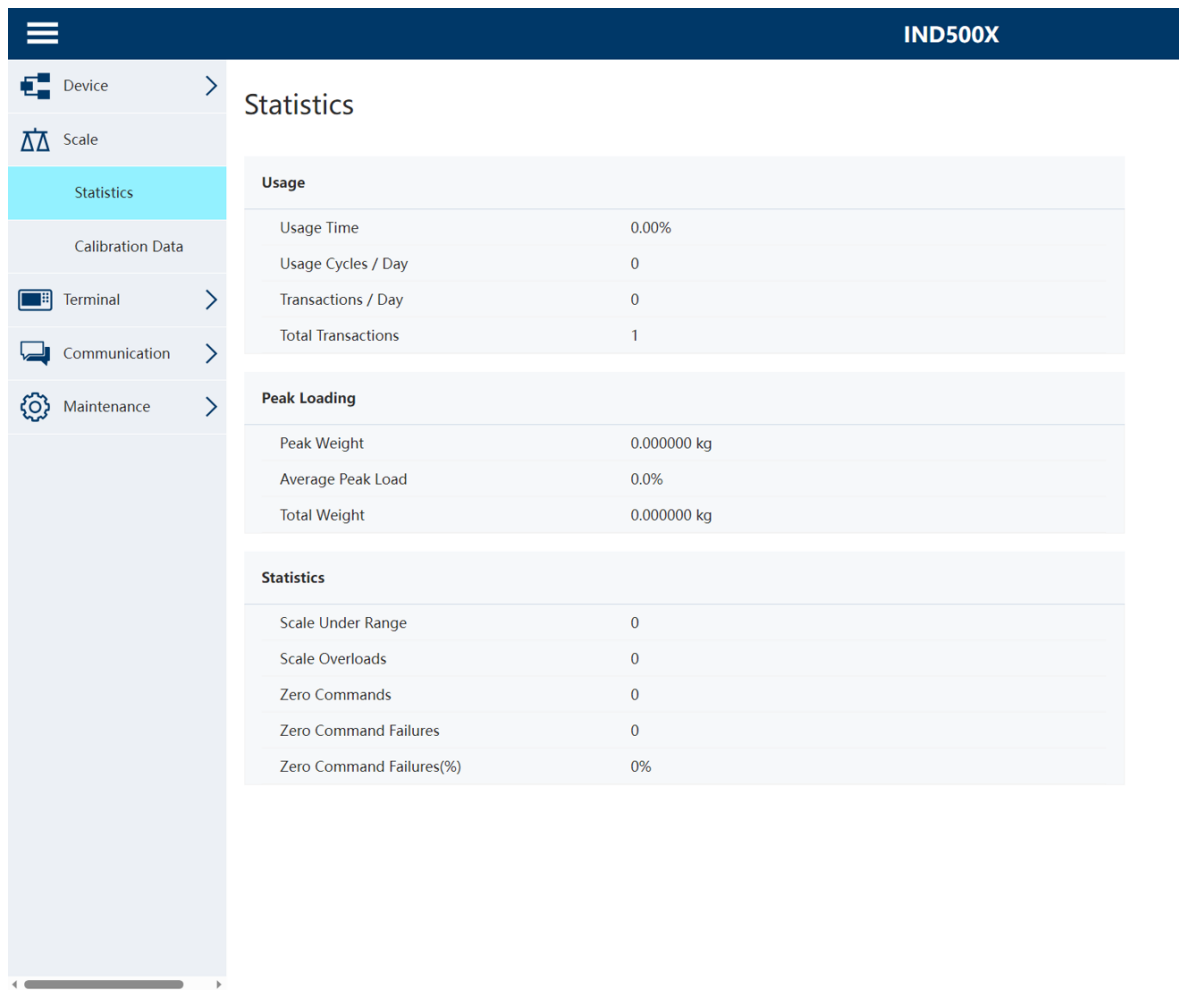 IND500X
Device
Scale
Statistics
Calibration Data
Terminal
Communication
Maintenance
Statistics
Usage
Usage Time 0.00%
Usage Cycles / Day 0
Transactions / Day 0
Total Transactions 1
Peak Loading
Peak Weight 0.000000 kg
Average Peak Load 0.0%
Total Weight 0.000000 kg
Statistics
Scale Under Range 0
Scale Overloads 0
Zero Commands 0
Zero Command Failures 0
Zero Command Failures(%) 0%